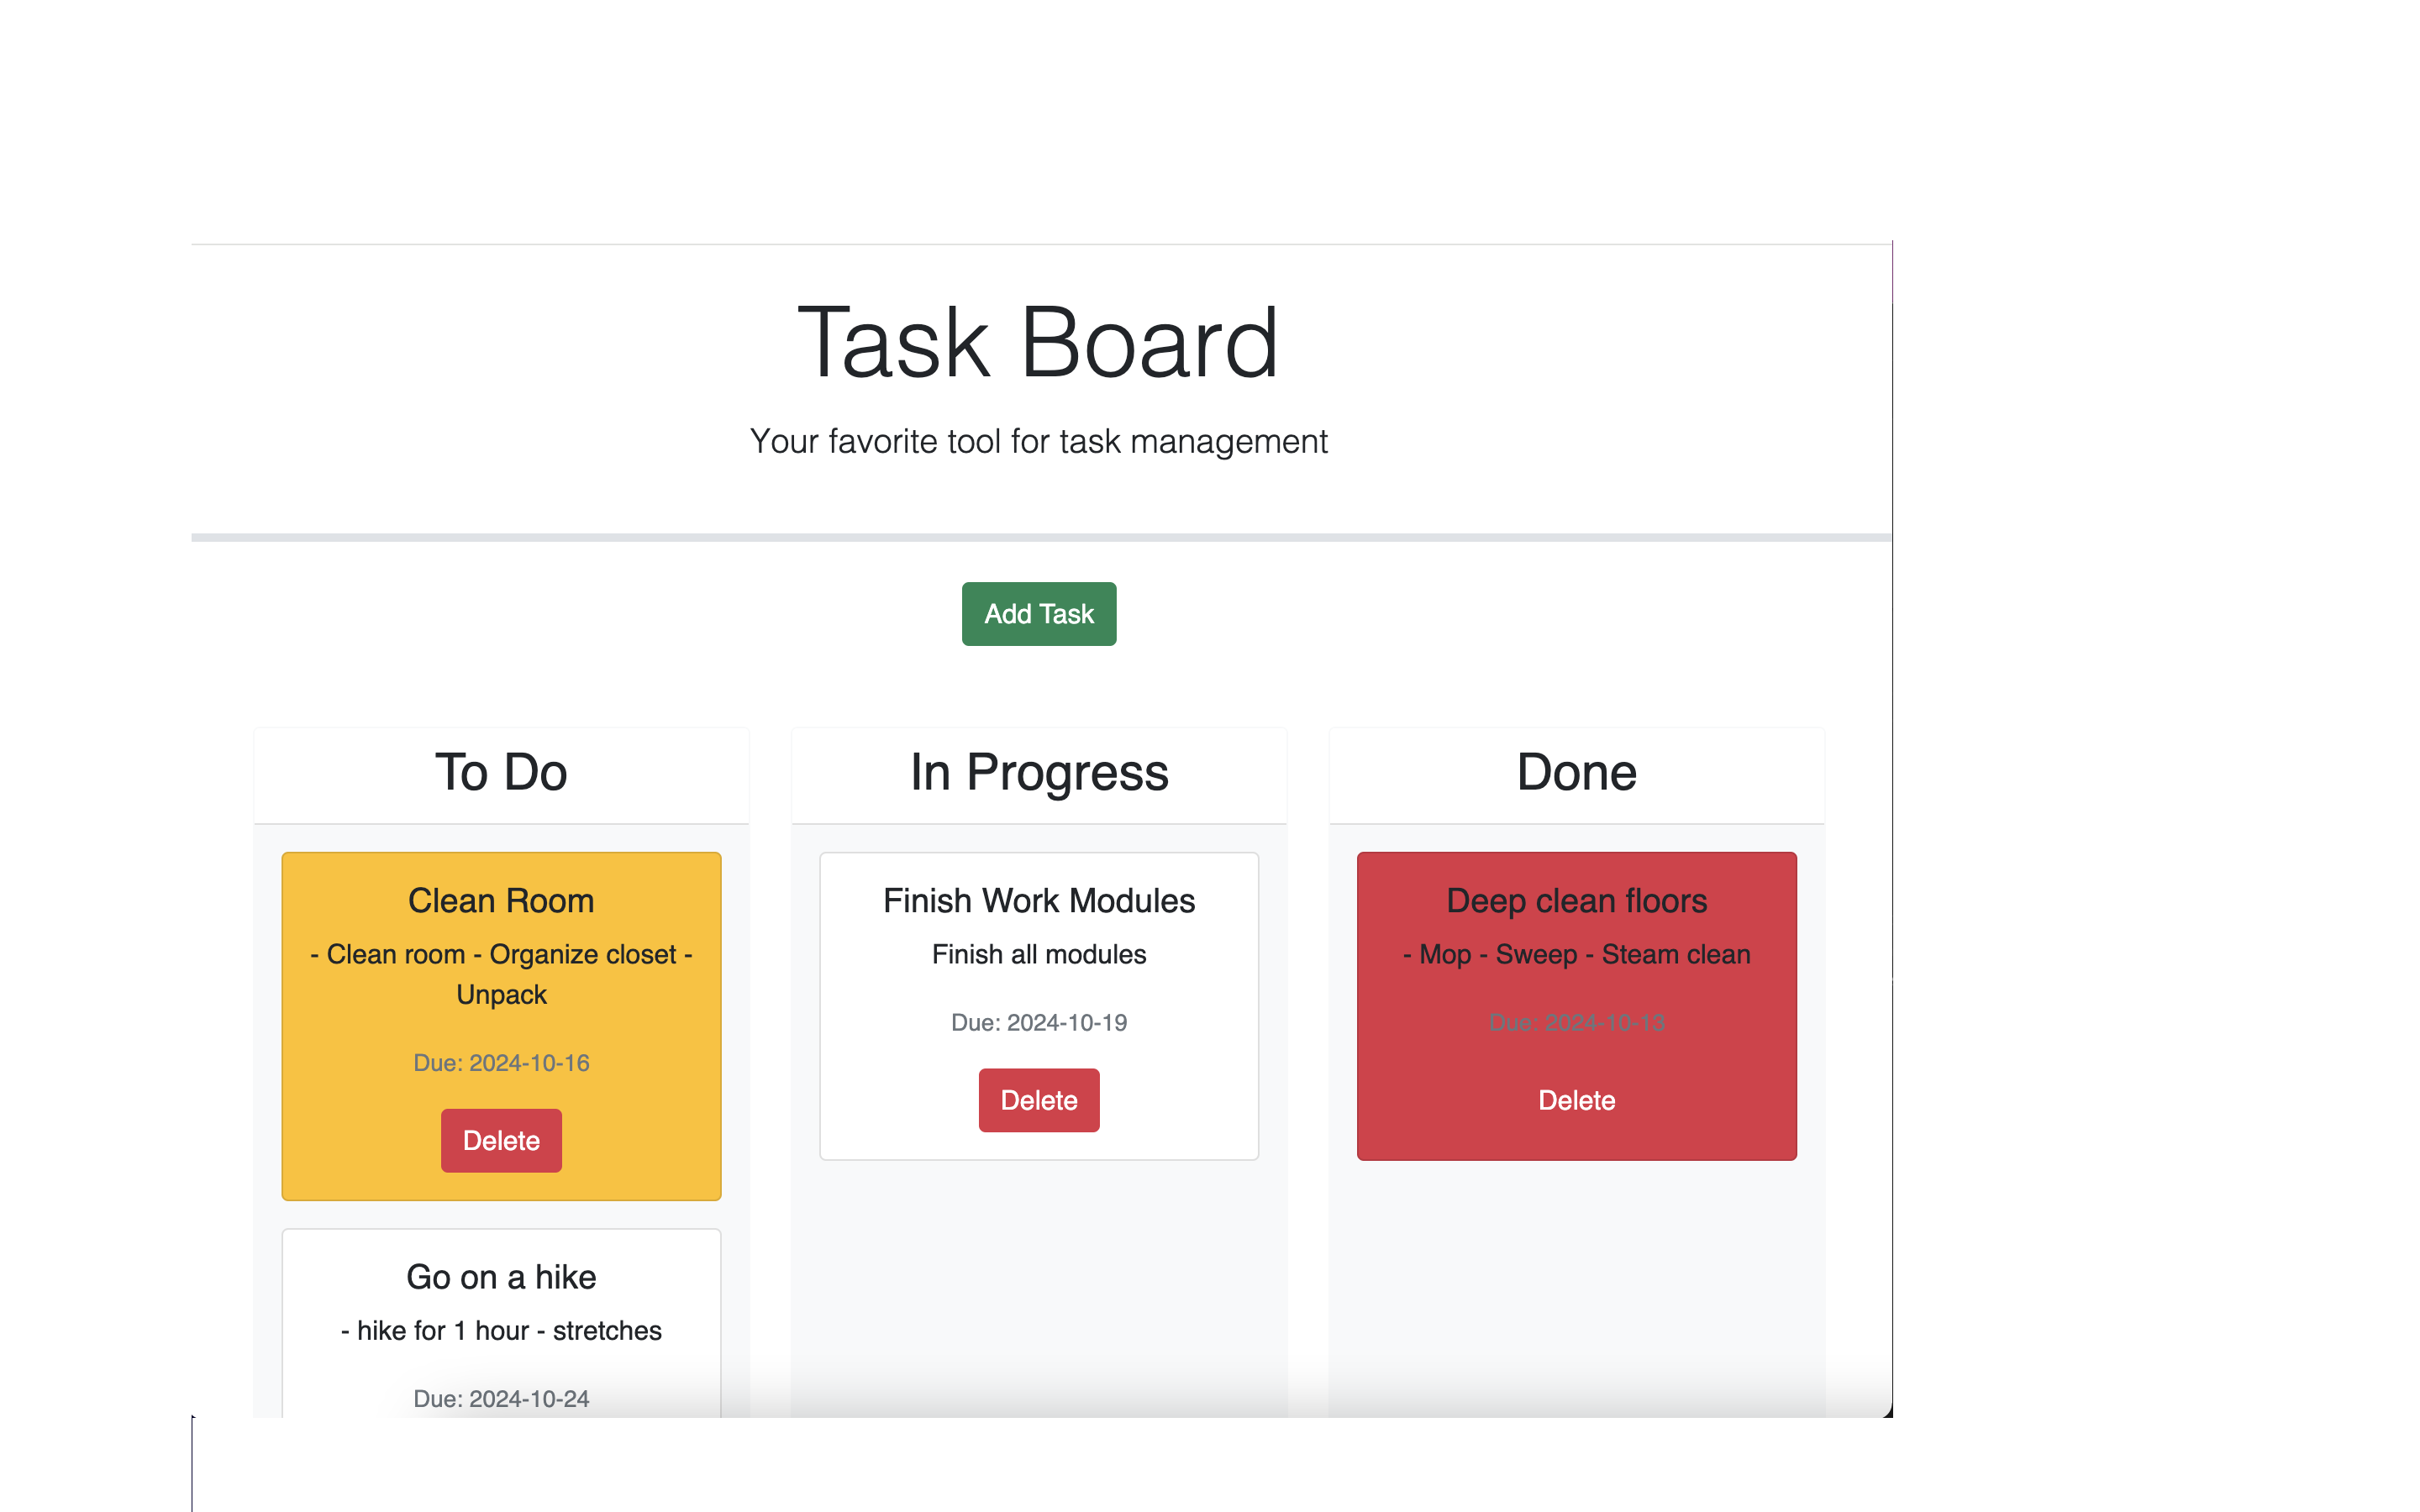 Task Board
Your favorite tool for task management
Add Task
To Do
Clean Room
- Clean room - Organize closet -
Unpack
Due: 2024-10-16
Delete
Go on a hike
- hike for 1 hour - stretches
Due: 2024-10-24
In Progress
Finish Work Modules
Finish all modules
Due: 2024-10-19
Delete
Done
Deep clean floors
- Mop - Sweep - Steam clean
Due: 2024-10-13
Delete